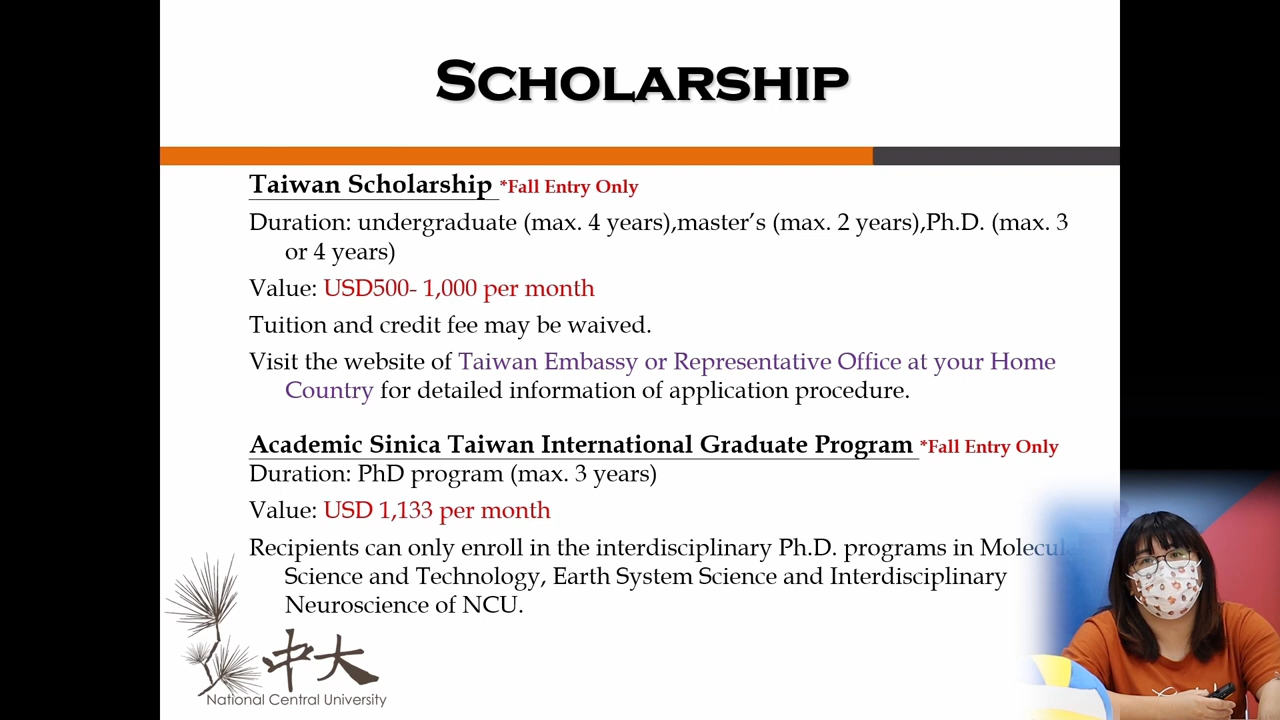 SCHOLARSHIP
Taiwan Scholarship *Fall Entry Only
Duration: undergraduate (max. 4 years),master’s (max. 2 years),Ph.D. (max. 3
or 4 years)
Value: USD500- 1,000 per month
Tuition and credit fee may be waived.
Visit the website of Taiwan Embassy or Representative Office at your Home
Country for detailed information of application procedure.
Academic Sinica Taiwan International Graduate Program *Fall Entry Only
Duration: PhD program (max. 3 years)
Value: USD 1,133 per month
Recipients can only enroll in the interdisciplinary Ph.D. programs in Molecular
Science and Technology, Earth System Science and Interdisciplinary
Neuroscience of NCU.
中大
National Central University